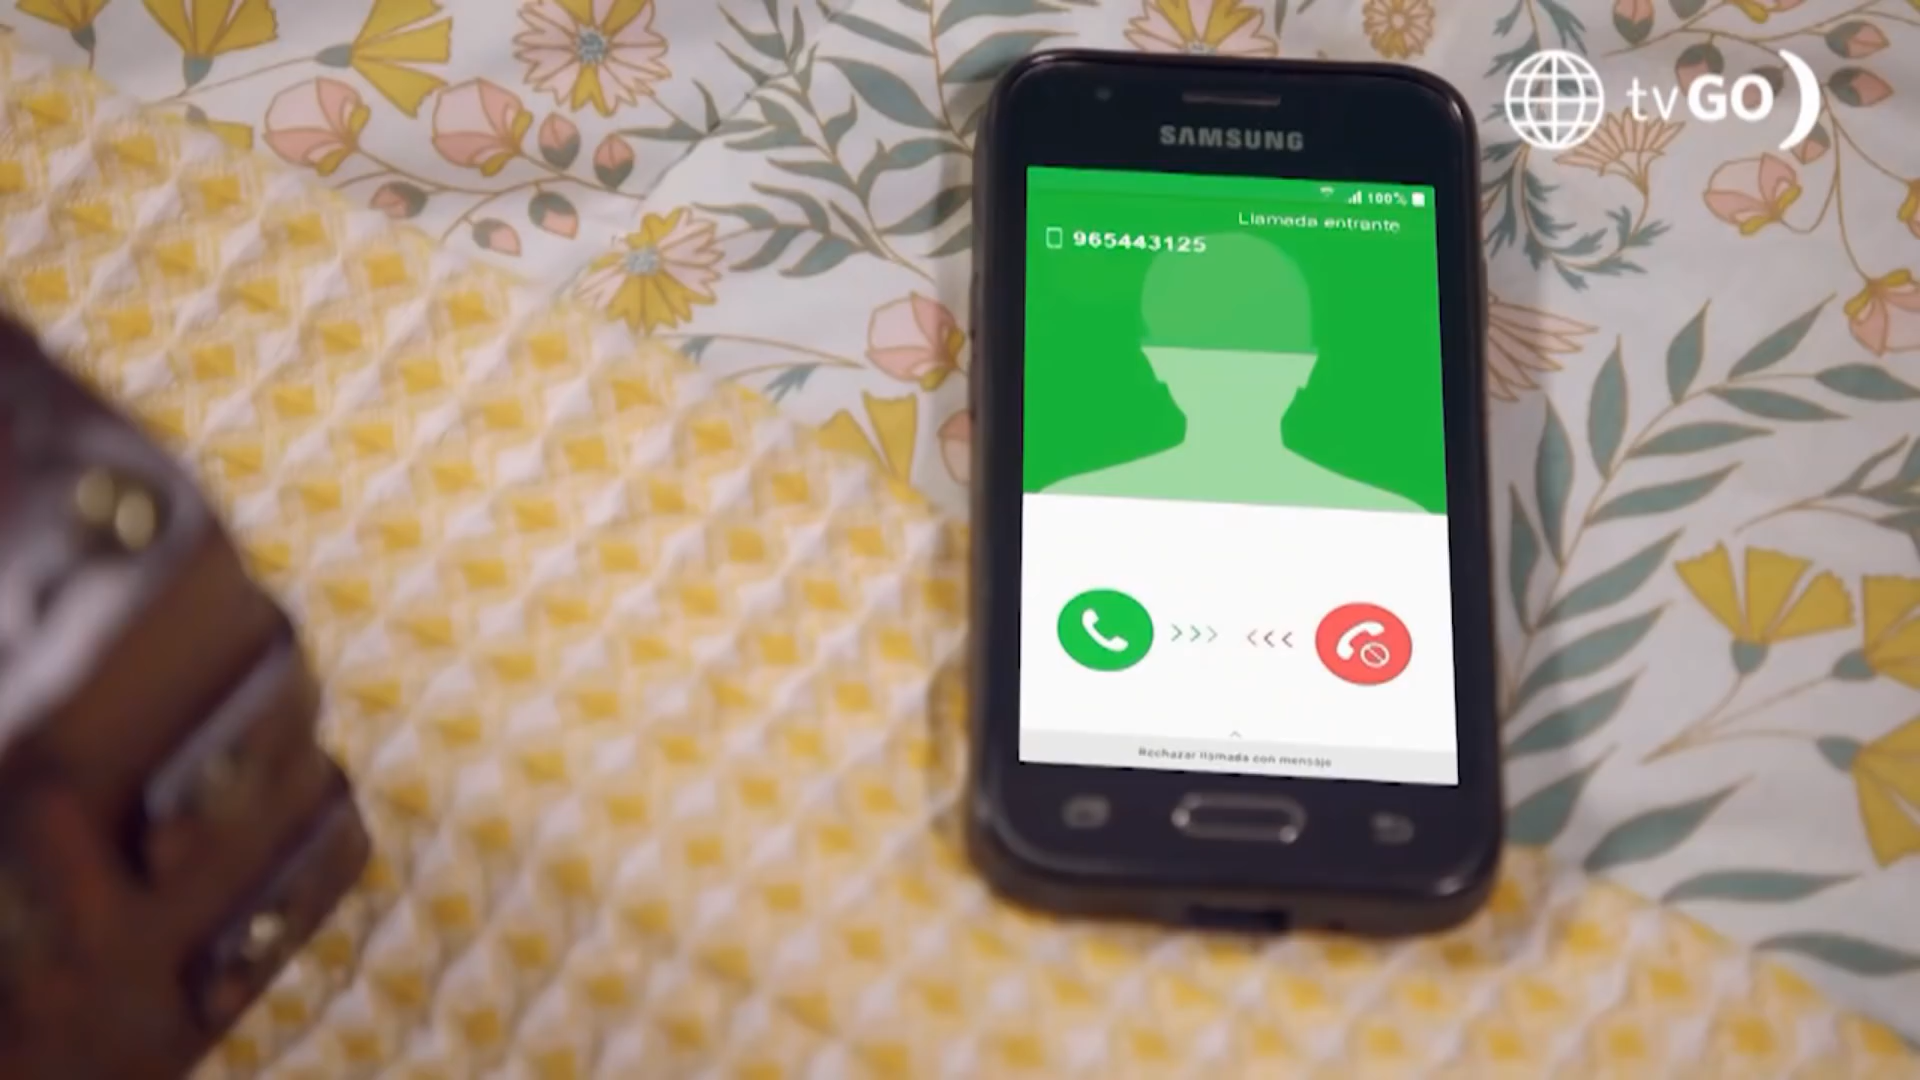 tvGO
SAMSUNG
100%
Llamada entrante
965443125
Rechazar llamada con mensaje